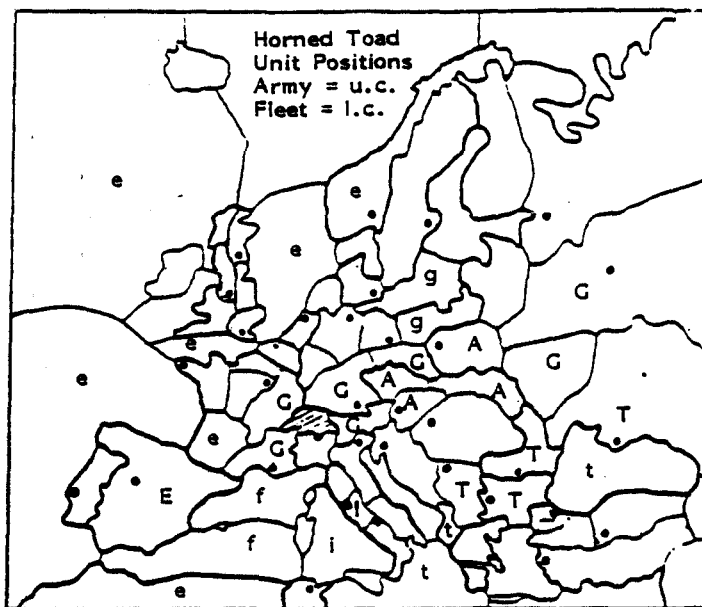 Horned Toad
Unit Positions
Army = u.c.
Fleet = l.c.
e
e
e
g
G
g
e
A
G
G
e
A
G
A
G
A
T
G
e
G
T
t
T
E
f
T
I
t
f
i
t
e